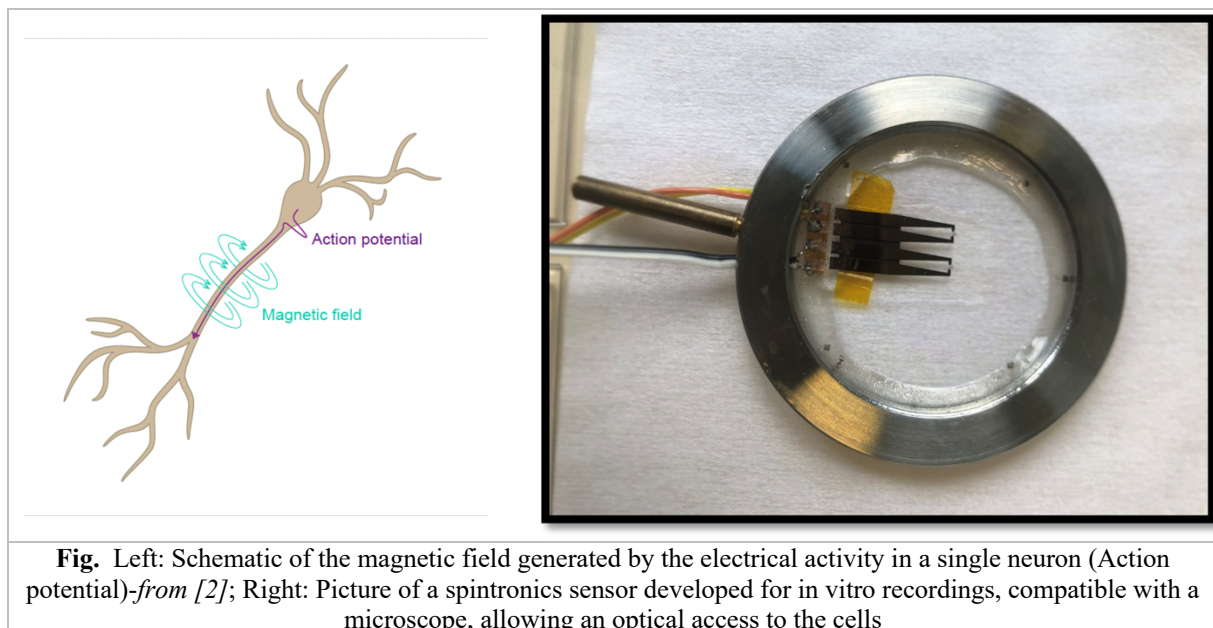 Action potential
Magnetic field
Fig. Left: Schematic of the magnetic field generated by the electrical activity in a single neuron (Action
potential)-from [2]; Right: Picture of a spintronics sensor developed for in vitro recordings, compatible with a
microscope, allowing an optical access to the cells